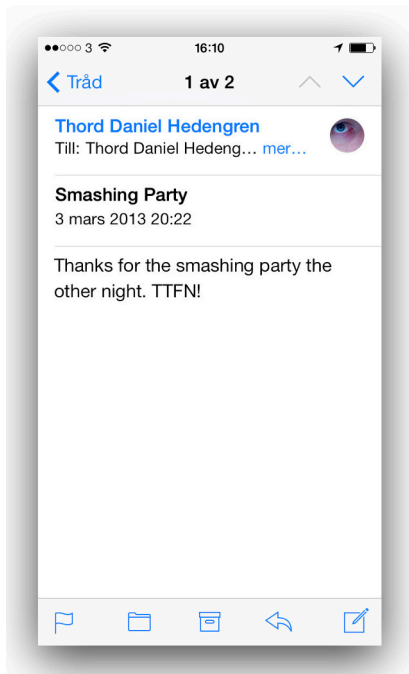 3 16:10
Tråd 1 av 2
Thord Daniel Hedengren
Till: Thord Daniel Hedeng... mer...
Smashing Party
3 mars 2013 20:22
Thanks for the smashing party the
other night. TTFN!